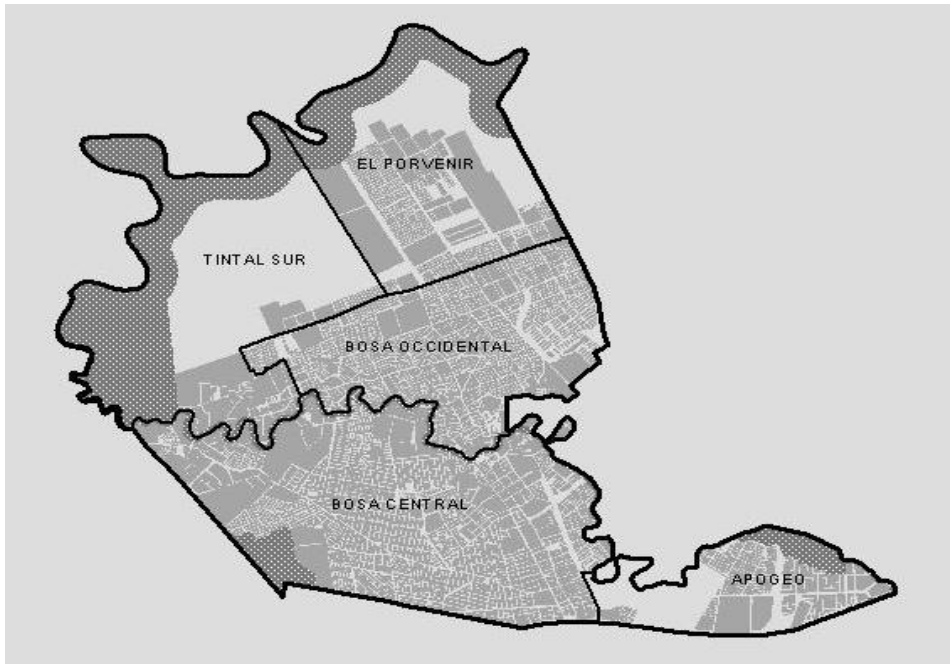 EL PORVENIR
TINTAL SUR
BOSA OCCIDENTAL
BOSA CENTRAL
APOGEO